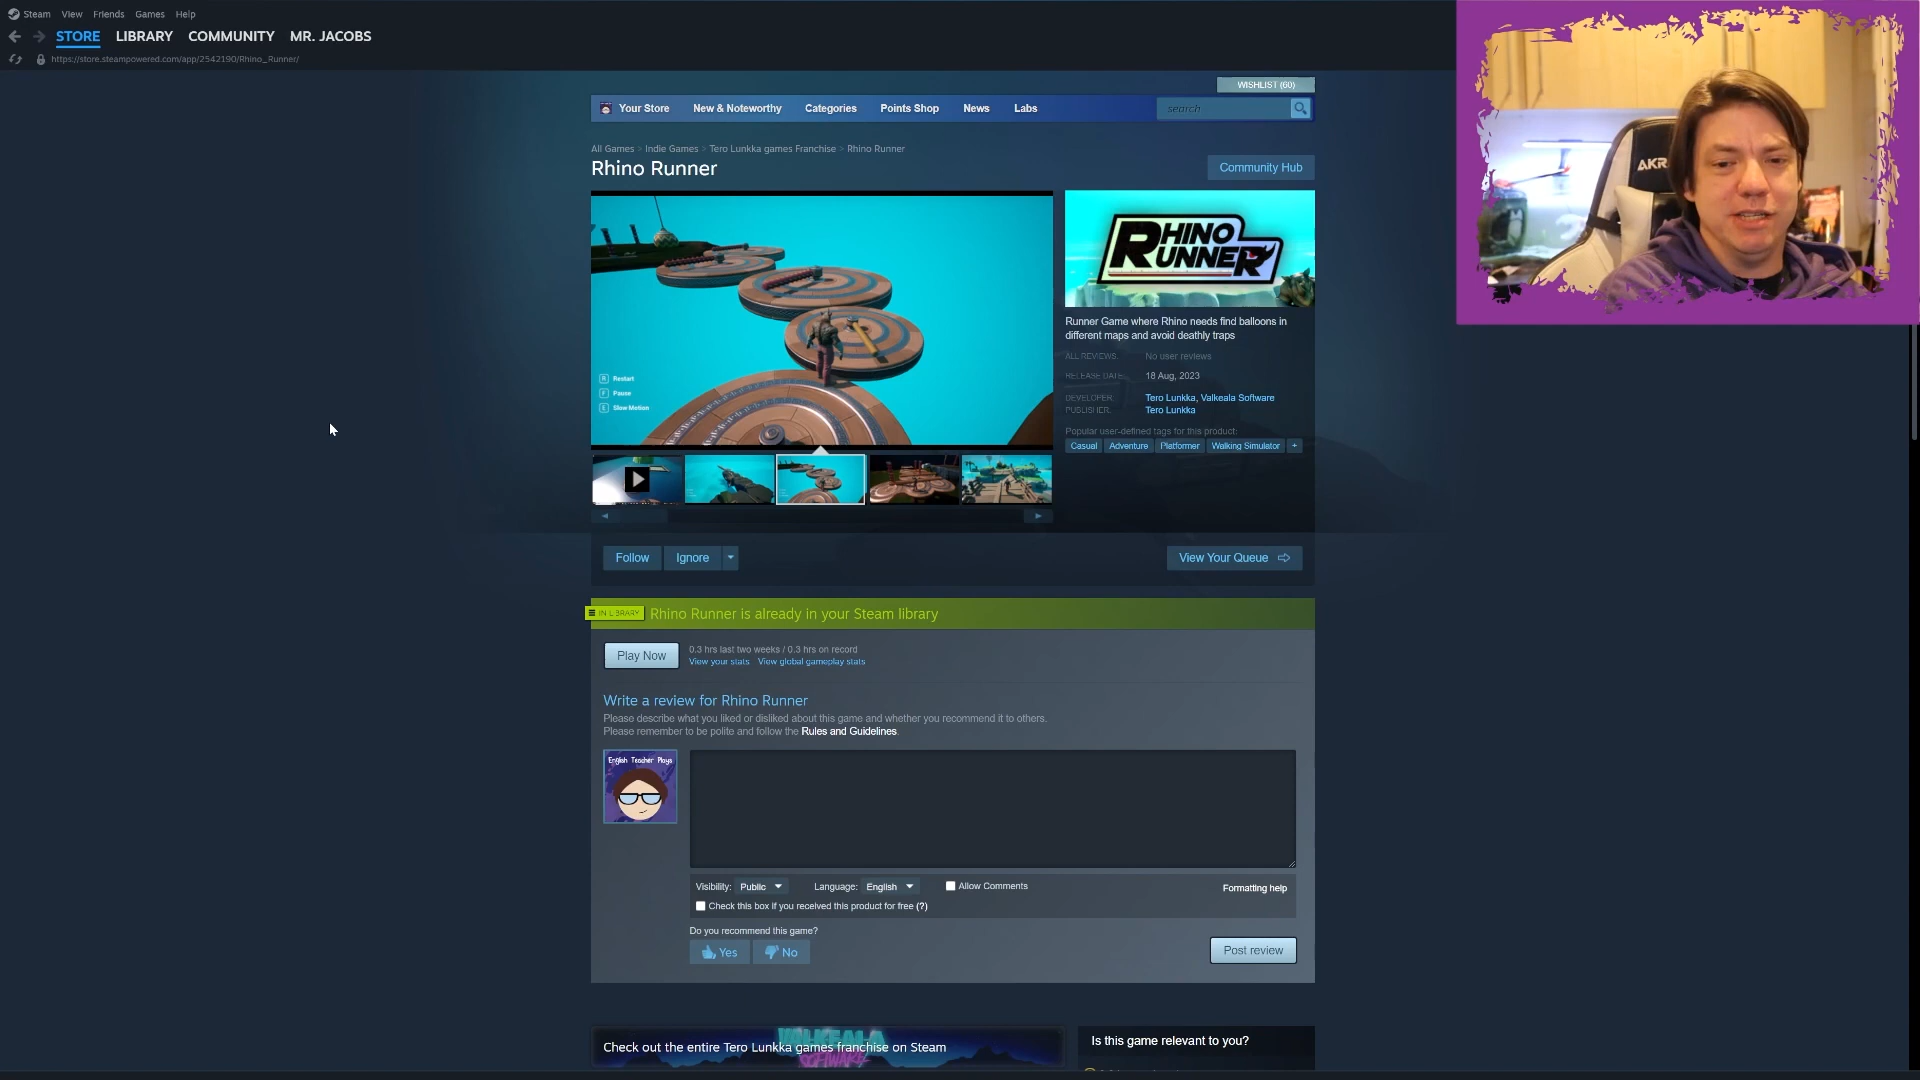 Steam View Friends Games Help
STORE LIBRARY COMMUNITY MR. JACOBS
https://store.steampowered.com/app/2542190/Rhino_Runner/
WISHLIST (60)
Your Store New & Noteworthy Categories Points Shop News Labs search
All Games > Indie Games > Tero Lunkka games Franchise > Rhino Runner
Rhino Runner
Community Hub
AKR
RHINO
RUNNER
Runner Game where Rhino needs find balloons in
different maps and avoid deathly traps
ALL REVIEWS: No user reviews
RELEASE DATE: 18 Aug, 2023
DEVELOPER: Tero Lunkka, Valkeala Software
PUBLISHER: Tero Lunkka
Popular user-defined tags for this product:
Casual Adventure Platformer Walking Simulator +
R Restart
F Pause
E Slow Motion
Follow Ignore View Your Queue
IN LIBRARY Rhino Runner is already in your Steam library
Play Now
0.3 hrs last two weeks / 0.3 hrs on record
View your stats View global gameplay stats
Write a review for Rhino Runner
Please describe what you liked or disliked about this game and whether you recommend it to others.
Please remember to be polite and follow the Rules and Guidelines.
English Teacher Plays
Visibility: Public Language: English Allow Comments Formatting help
Check this box if you received this product for free (?)
Do you recommend this game?
Yes No Post review
VALKEALA
SOFTWARE
Check out the entire Tero Lunkka games franchise on Steam
Is this game relevant to you?